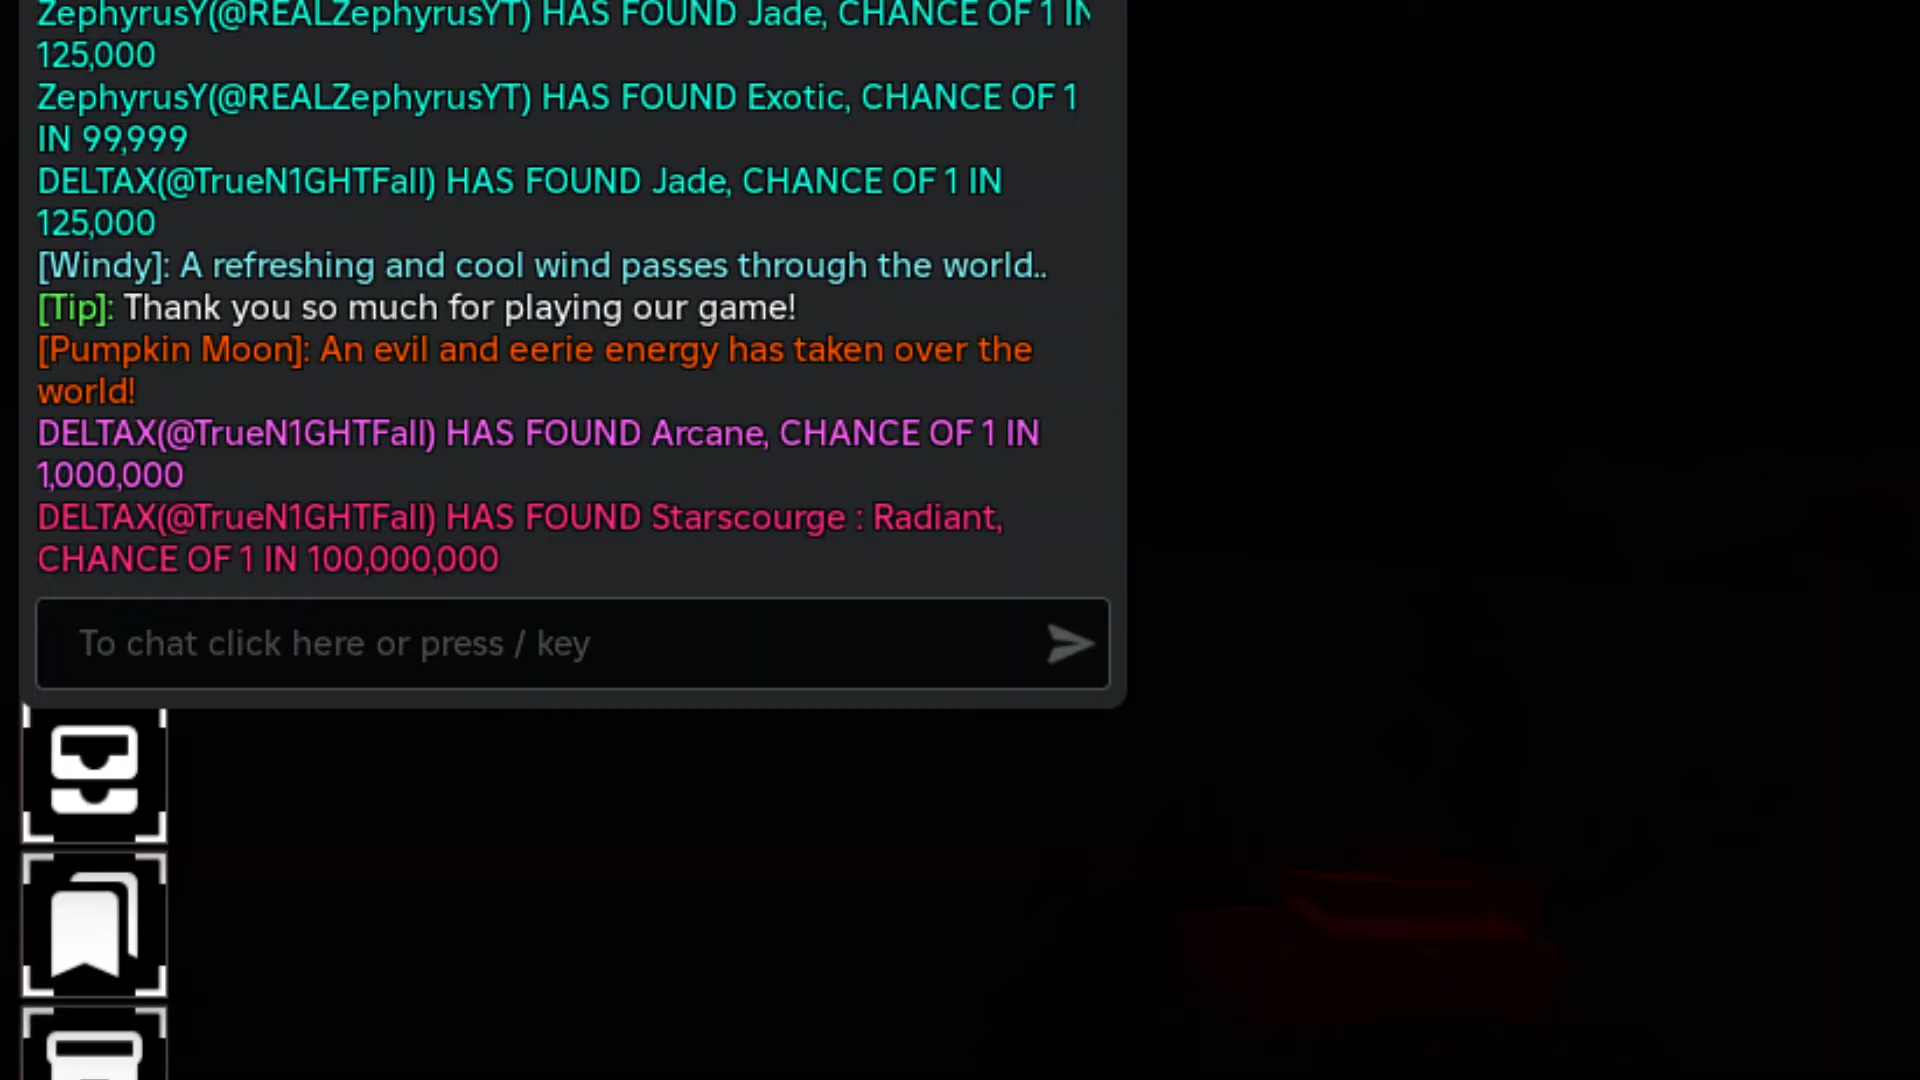 ZephyrusY(@REALZephyrusYT) HAS FOUND Jade, CHANCE OF 1 IN
125,000
ZephyrusY(@REALZephyrusYT) HAS FOUND Exotic, CHANCE OF 1
IN 99,999
DELTAX(@TrueN1GHTFall) HAS FOUND Jade, CHANCE OF 1 IN
125,000
[Windy]: A refreshing and cool wind passes through the world..
[Tip]: Thank you so much for playing our game!
[Pumpkin Moon]: An evil and eerie energy has taken over the
world!
DELTAX(@TrueN1GHTFall) HAS FOUND Arcane, CHANCE OF 1 IN
1,000,000
DELTAX(@TrueN1GHTFall) HAS FOUND Starscourge : Radiant,
CHANCE OF 1 IN 100,000,000
To chat click here or press / key